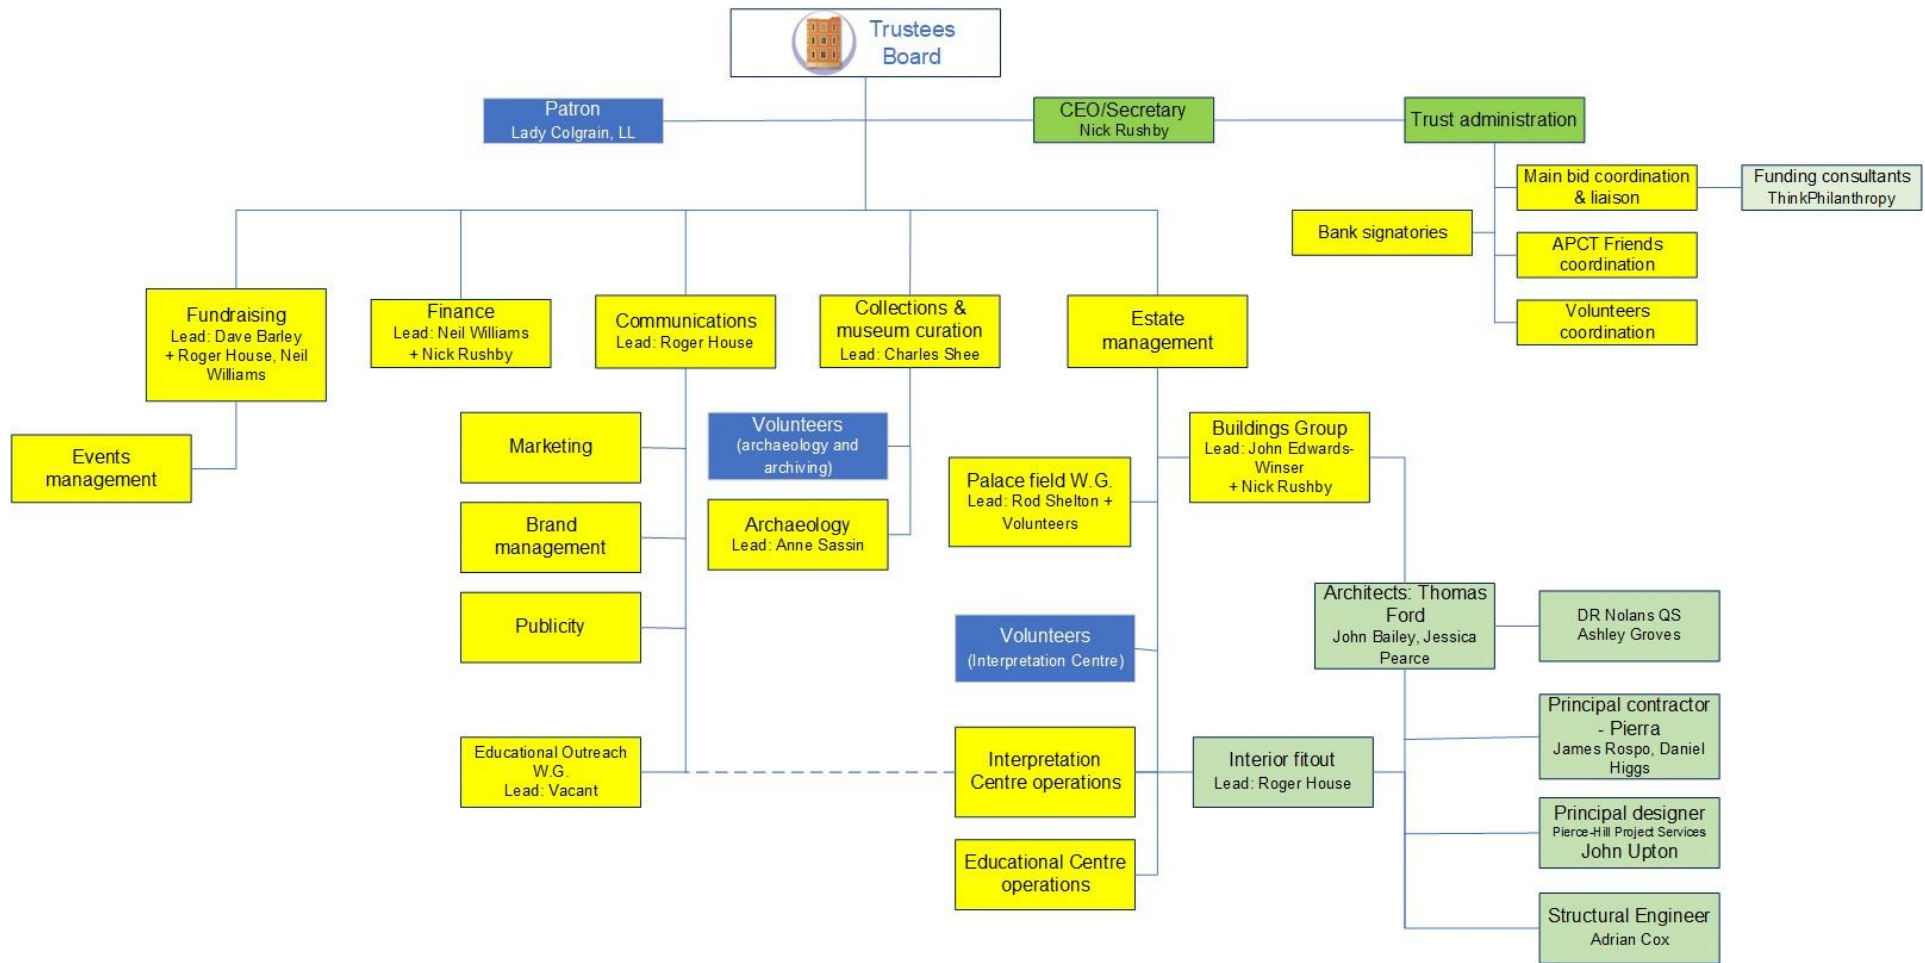 Trustees
Board
Patron
Lady Colgrain, LL
CEO/Secretary
Nick Rushby
Trust administration
Main bid coordination
& liaison
Funding consultants
ThinkPhilanthropy
Bank signatories
APCT Friends
coordination
Volunteers
coordination
Fundraising
Lead: Dave Barley
+ Roger House, Neil
Williams
Finance
Lead: Neil Williams
+ Nick Rushby
Communications
Lead: Roger House
Collections &
museum curation
Lead: Charles Shee
Estate
management
Events
management
Marketing
Volunteers
(archaeology and
archiving)
Buildings Group
Lead: John Edwards-
Winser
+ Nick Rushby
Palace field W.G.
Lead: Rod Shelton +
Volunteers
Brand
management
Archaeology
Lead: Anne Sassin
Publicity
Volunteers
(Interpretation Centre)
Architects: Thomas
Ford
John Bailey, Jessica
Pearce
DR Nolans QS
Ashley Groves
Principal contractor
- Pierra
James Rospo, Daniel
Higgs
Educational Outreach
W.G.
Lead: Vacant
Interpretation
Centre operations
Interior fitout
Lead: Roger House
Principal designer
Pierce-Hill Project Services
John Upton
Educational Centre
operations
Structural Engineer
Adrian Cox